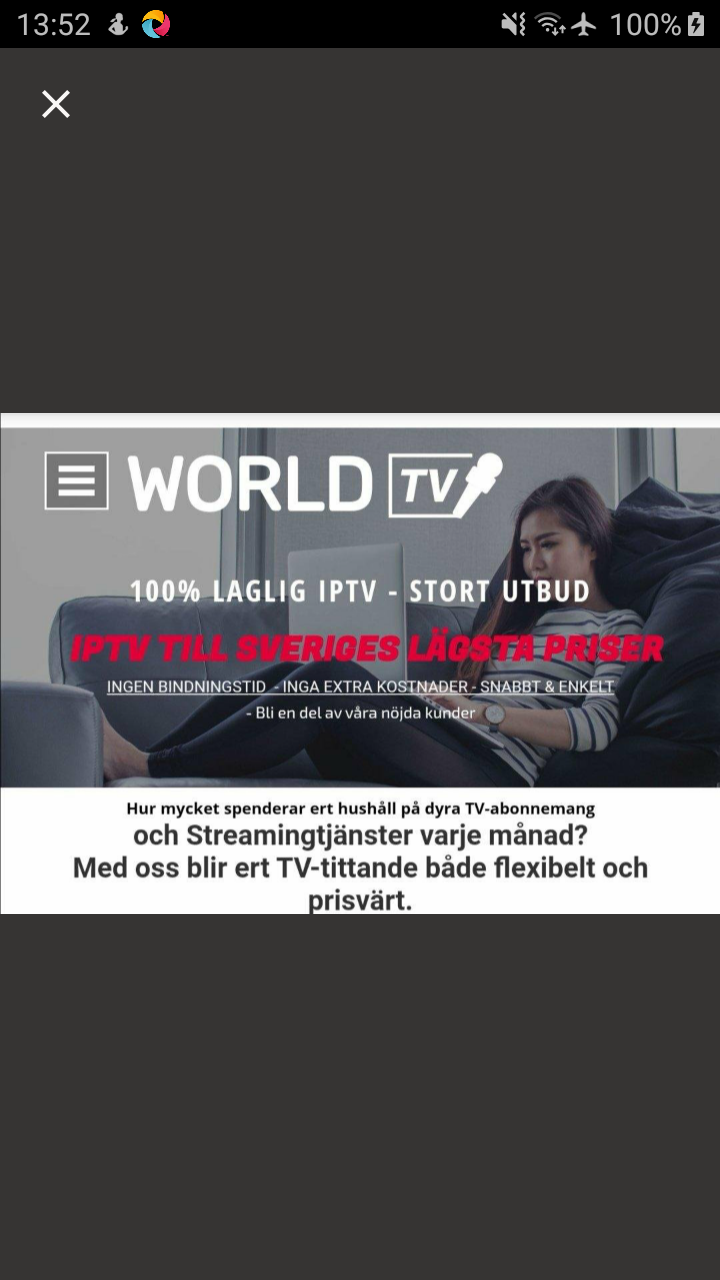 13:52
100%
WORLD TV
100% LAGLIG IPTV - STORT UTBUD
IPTV TILL SVERIGES LÄGSTA PRISER
INGEN BINDNINGSTID - INGA EXTRA KOSTNADER - SNABBT & ENKELT
- Bli en del av våra nöjda kunder
Hur mycket spenderar ert hushåll på dyra TV-abonnemang
och Streamingtjänster varje månad?
Med oss blir ert TV-tittande både flexibelt och
prisvärt.